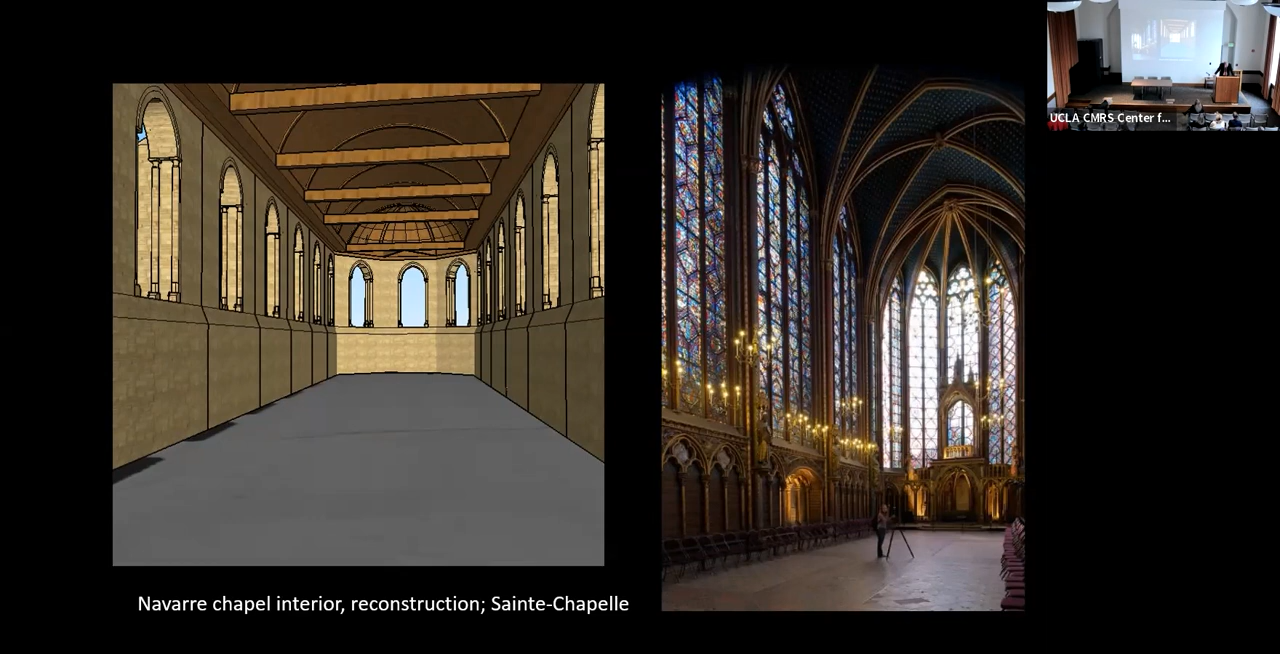 UCLA CMRS Center f...
Navarre chapel interior, reconstruction; Sainte-Chapelle